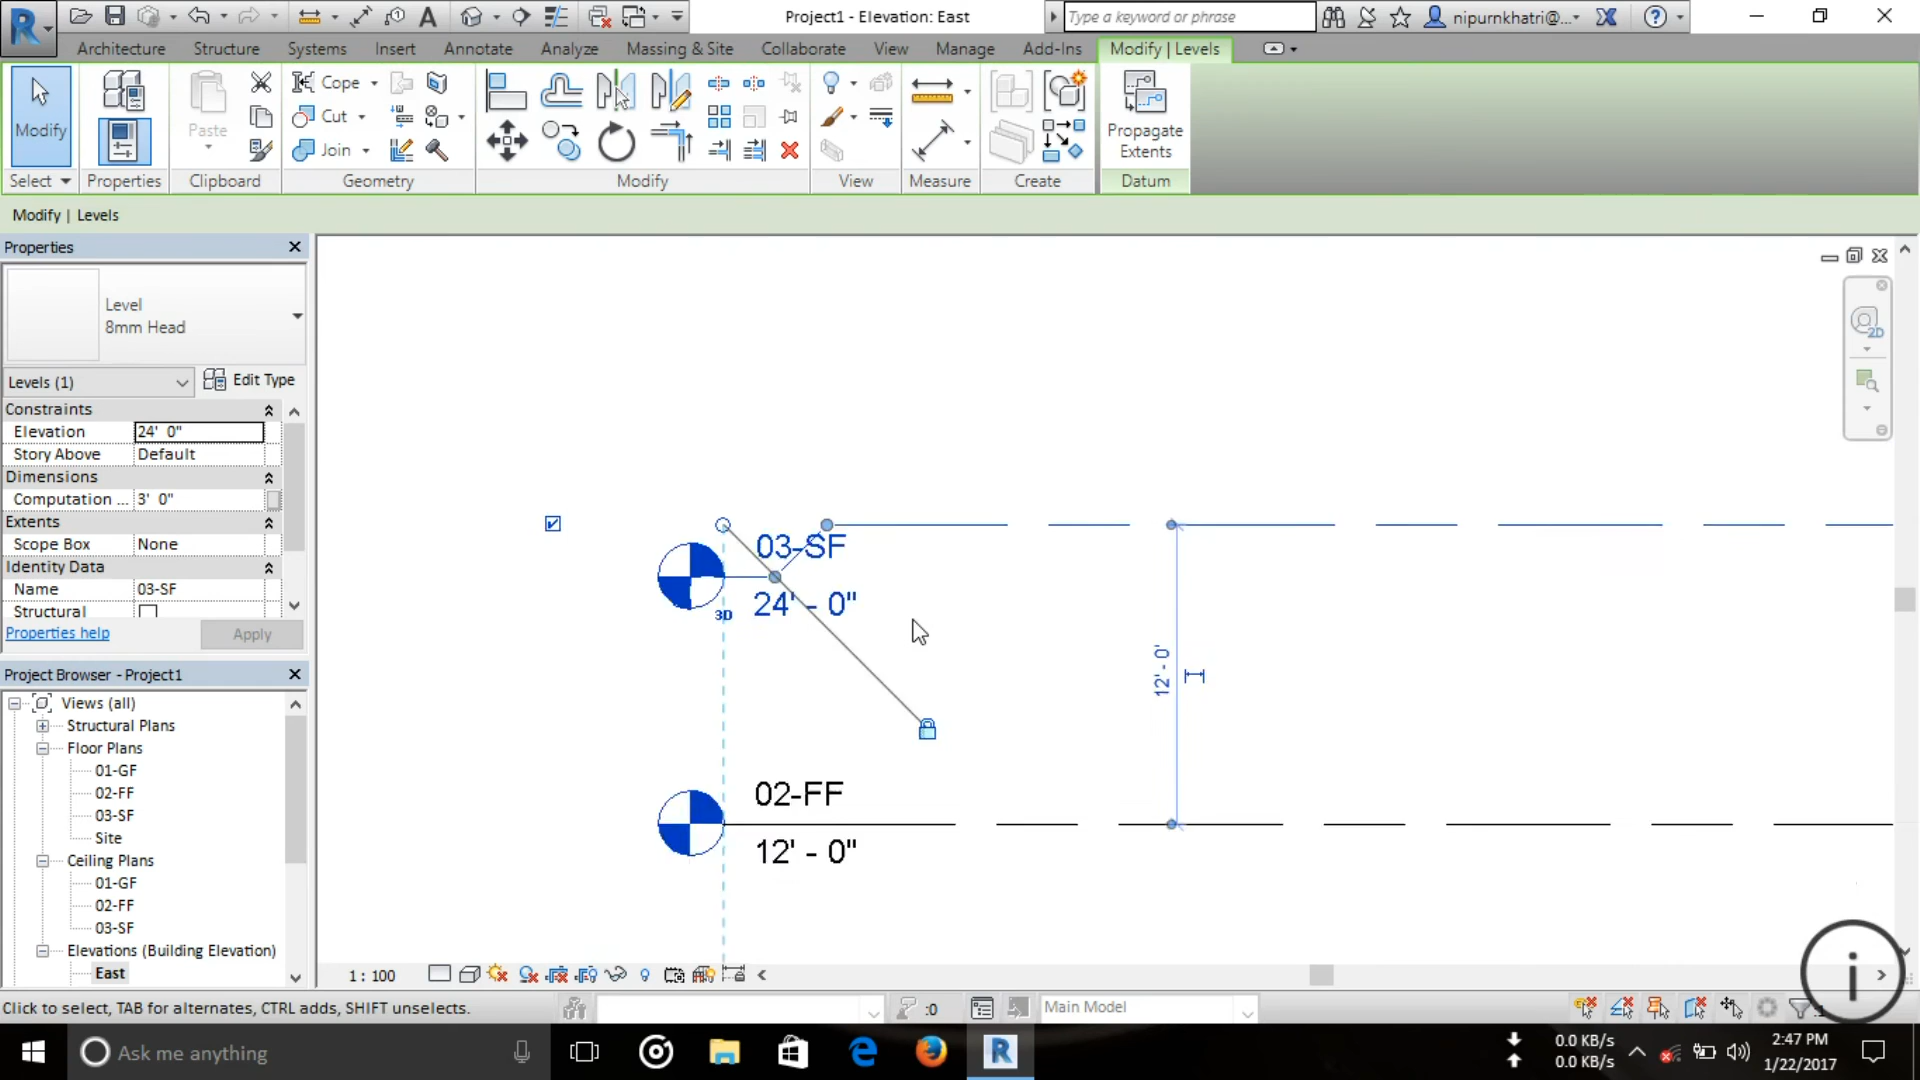 Project1 - Elevation: East
Type a keyword or phrase
nipurnkhatri@...
Architecture Structure Systems Insert Annotate Analyze Massing & Site Collaborate View Manage Add-Ins Modify | Levels
Modify
Cope
Cut
Join
Paste
Propagate
Extents
Select Properties Clipboard Geometry Modify View Measure Create Datum
Modify | Levels
Properties
Level
8mm Head
Levels (1)
Edit Type
Constraints
Elevation 24' 0"
Story Above Default
Dimensions
Computation ... 3' 0"
Extents
Scope Box None
Identity Data
Name 03-SF
Structural
Properties help
Apply
Project Browser - Project1
Views (all)
Structural Plans
Floor Plans
01-GF
02-FF
03-SF
Site
Ceiling Plans
01-GF
02-FF
03-SF
Elevations (Building Elevation)
East
03-SF
24' - 0"
3D
12' - 0'
02-FF
12' - 0"
2D
1 : 100
Click to select, TAB for alternates, CTRL adds, SHIFT unselects.
:0
Main Model
Ask me anything
0.0 KB/s
0.0 KB/s
2:47 PM
1/22/2017